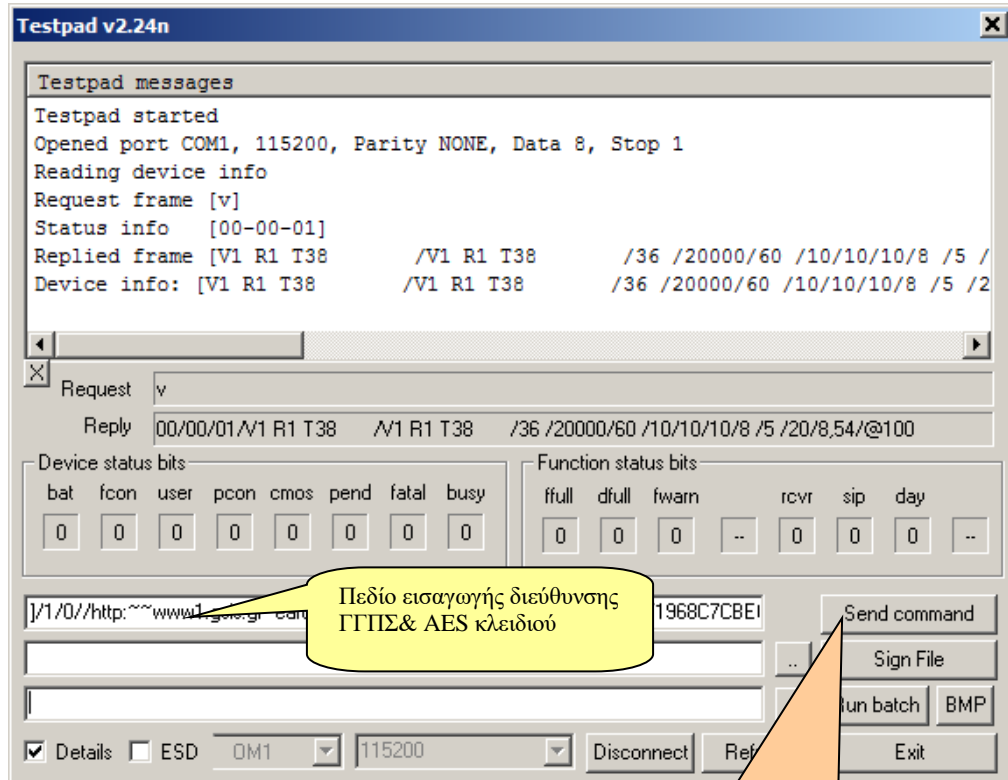 Testpad v2.24n
Testpad messages
Testpad started
Opened port COM1, 115200, Parity NONE, Data 8, Stop 1
Reading device info
Request frame [v]
Status info [00-00-01]
Replied frame [V1 R1 T38 /V1 R1 T38 /36 /20000/60 /10/10/10/8 /5 /
Device info: [V1 R1 T38 /V1 R1 T38 /36 /20000/60 /10/10/10/8 /5 /2
X
Request v
Reply 00/00/01/V1 R1 T38 /V1 R1 T38 /36 /20000/60 /10/10/10/8 /5 /20/8,54/@100
Device status bits
bat fcon user pcon cmos pend fatal busy
0 0 0 0 0 0 0 0
Function status bits
ffull dfull fwarn rcvr sip day
0 0 0 -- 0 0 0 --
Πεδίο εισαγωγής διεύθυνσης
ΓΓΠΣ& AES κλειδιού
]/1/0//http:~~www1. 1968C7CBE
Send command
.. Sign File
Run batch BMP
Details ESD OM1 115200 Disconnect Ref Exit